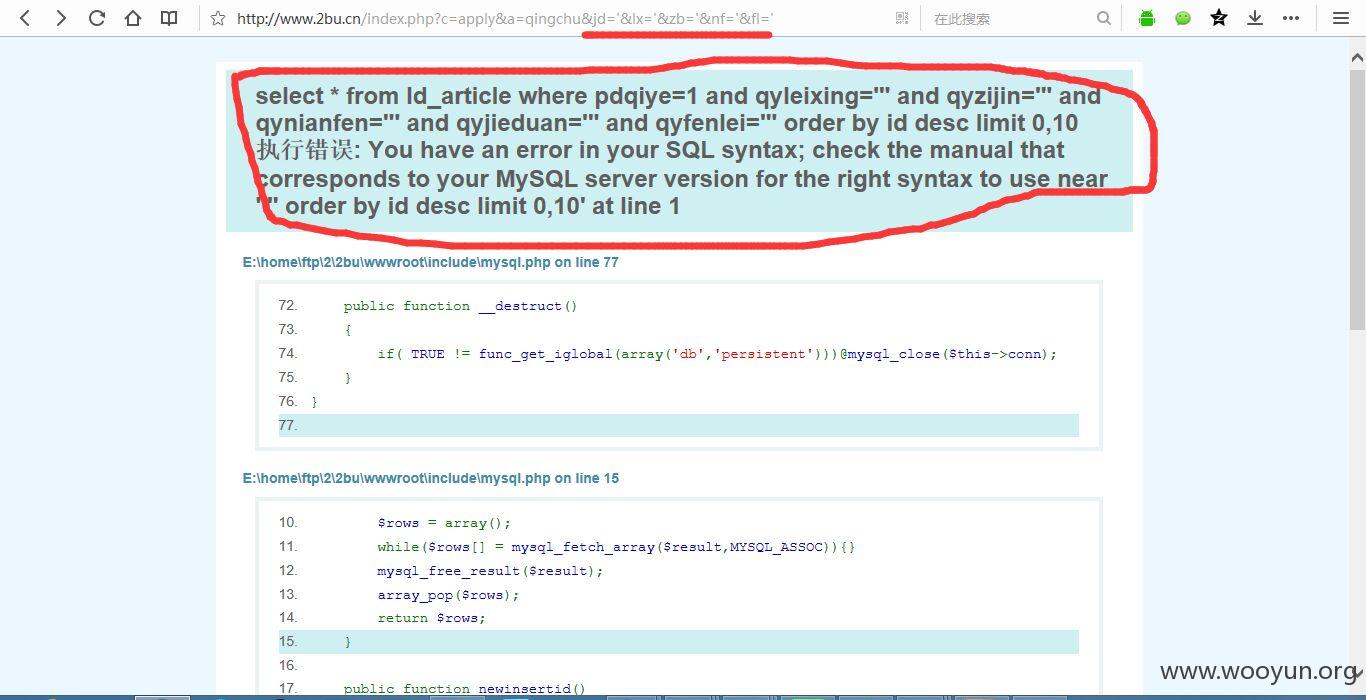 http://www.2bu.cn/index.php?c=apply&a=qingchu&jd='&lx='&zb='&nf='&fl='
在此搜索
select * from ld_article where pdqiye=1 and qyleixing=''' and qyzijin=''' and
qynianfen=''' and qyjieduan=''' and qyfenlei=''' order by id desc limit 0,10
执行错误: You have an error in your SQL syntax; check the manual that
corresponds to your MySQL server version for the right syntax to use near
''' order by id desc limit 0,10' at line 1
E:\home\ftp\2\2bu\wwwroot\include\mysql.php on line 77
72. public function __destruct()
73. {
74. if( TRUE != func_get_iglobal(array('db','persistent')))@mysql_close($this->conn);
75. }
76. }
77.
E:\home\ftp\2\2bu\wwwroot\include\mysql.php on line 15
10. $rows = array();
11. while($rows[] = mysql_fetch_array($result,MYSQL_ASSOC)){}
12. mysql_free_result($result);
13. array_pop($rows);
14. return $rows;
15. }
16.
17. public function newinsertid()
www.wooyun.org